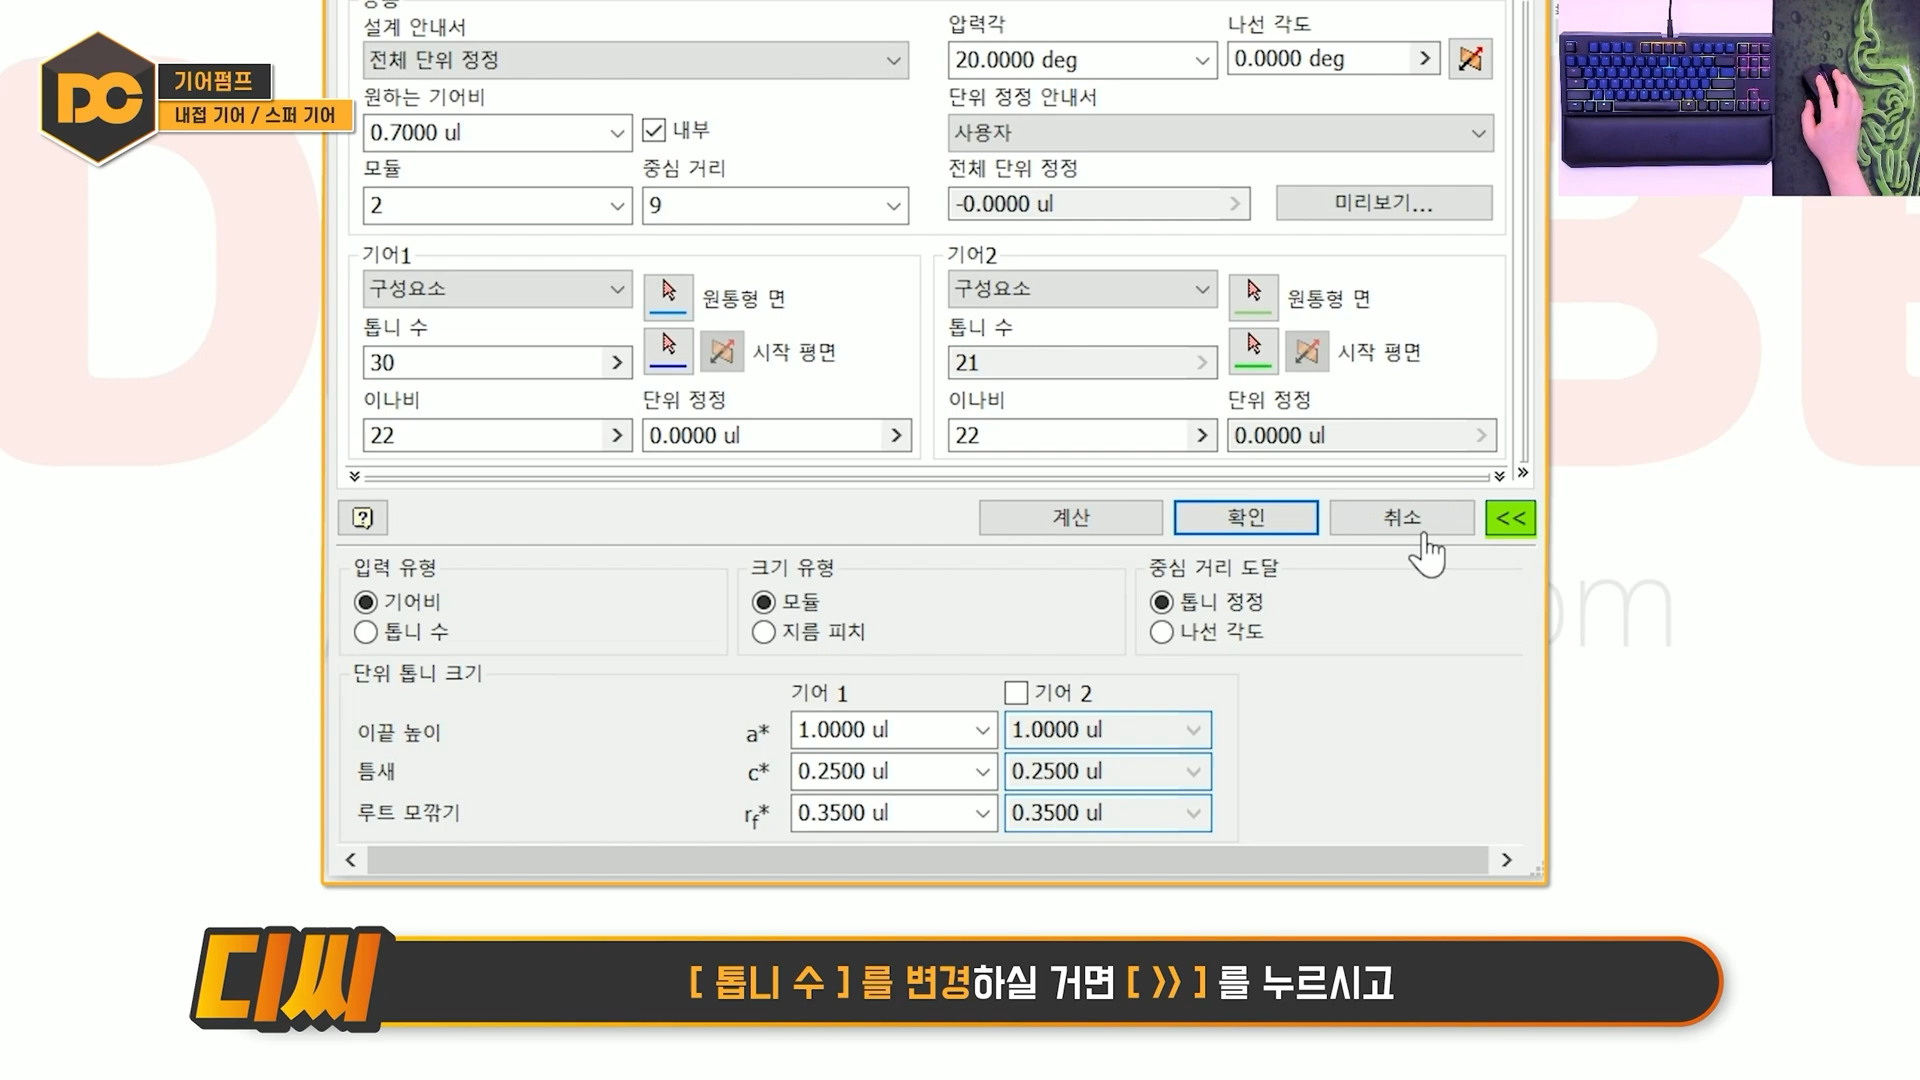 DC
기어펌프
내접 기어 / 스퍼 기어
공통
설계 안내서
압력각
나선 각도
전체 단위 정정
20.0000 deg
0.0000 deg
원하는 기어비
단위 정정 안내서
0.7000 ul
내부
사용자
모듈
중심 거리
전체 단위 정정
2
9
-0.0000 ul
미리보기...
기어1
기어2
구성요소
원통형 면
구성요소
원통형 면
톱니 수
톱니 수
30
시작 평면
21
시작 평면
이나비
단위 정정
이나비
단위 정정
22
0.0000 ul
22
0.0000 ul
계산
확인
취소
<<
입력 유형
크기 유형
중심 거리 도달
기어비
모듈
톱니 정정
톱니 수
지름 피치
나선 각도
단위 톱니 크기
기어 1
기어 2
이끝 높이
a*
1.0000 ul
1.0000 ul
틈새
c*
0.2500 ul
0.2500 ul
루트 모깎기
rf*
0.3500 ul
0.3500 ul
디씨
[ 톱니 수 ] 를 변경하실 거면 [ >> ] 를 누르시고